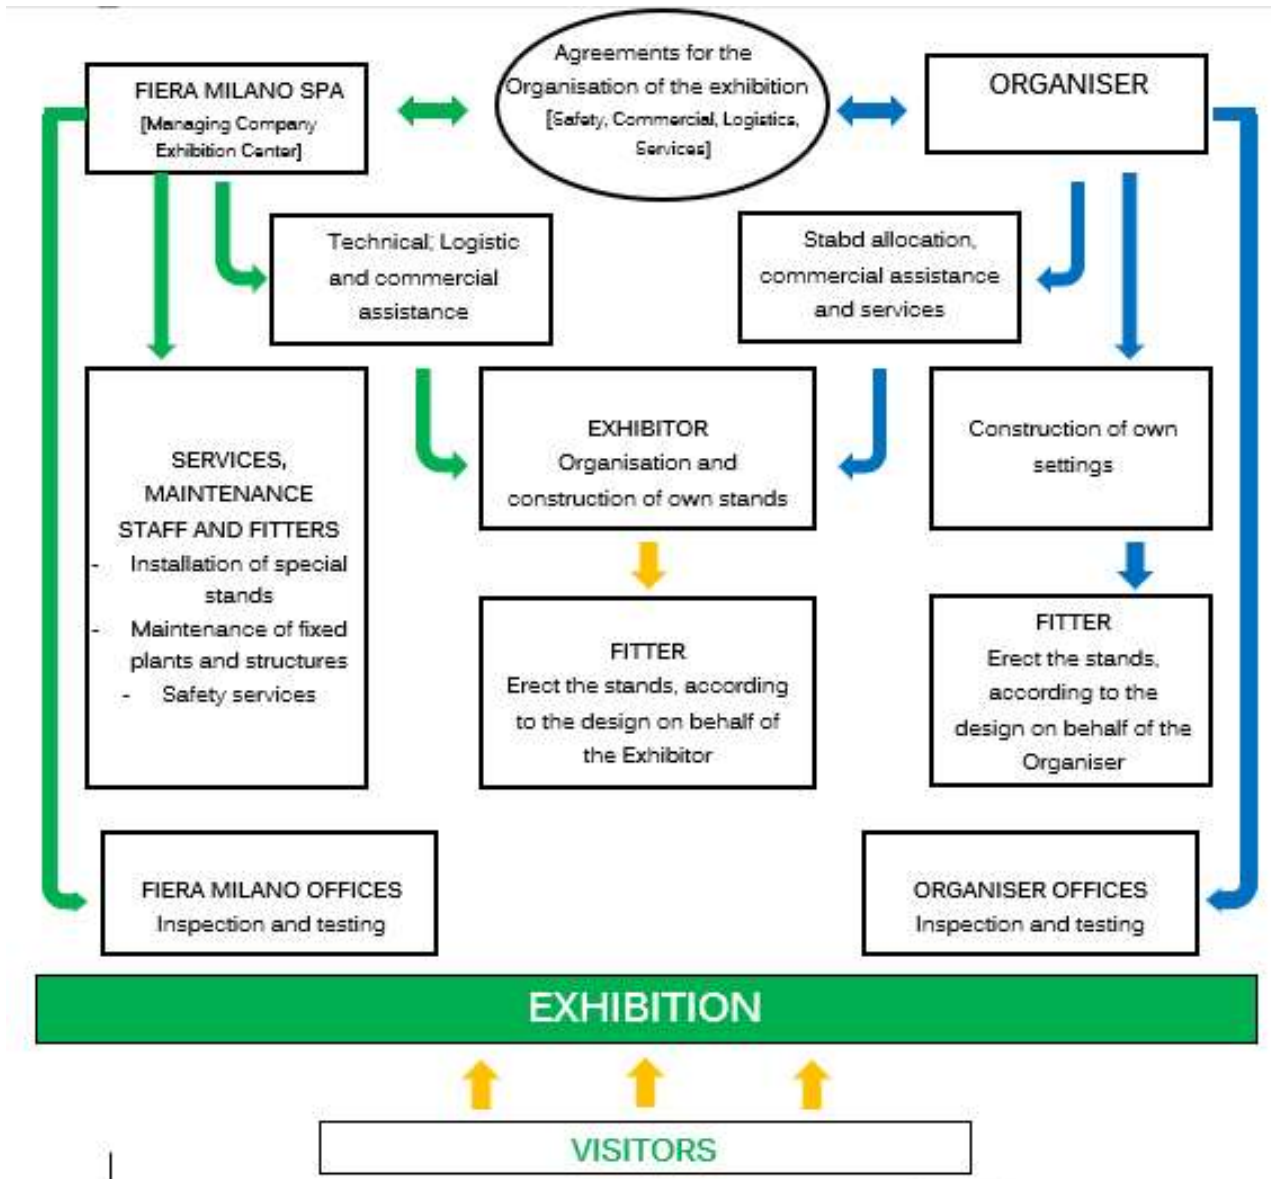 Agreements for the
Organisation of the exhibition
[Safety, Commercial, Logistics,
Services]
FIERA MILANO SPA
[Managing Company
Exhibition Center]
ORGANISER
Technical; Logistic
and commercial
assistance
Stabd allocation,
commercial assistance
and services
SERVICES,
MAINTENANCE
STAFF AND FITTERS
- Installation of special
stands
- Maintenance of fixed
plants and structures
- Safety services
EXHIBITOR
Organisation and
construction of own stands
Construction of own
settings
FITTER
Erect the stands, according
to the design on behalf of
the Exhibitor
FITTER
Erect the stands,
according to the
design on behalf of the
Organiser
FIERA MILANO OFFICES
Inspection and testing
ORGANISER OFFICES
Inspection and testing
EXHIBITION
VISITORS